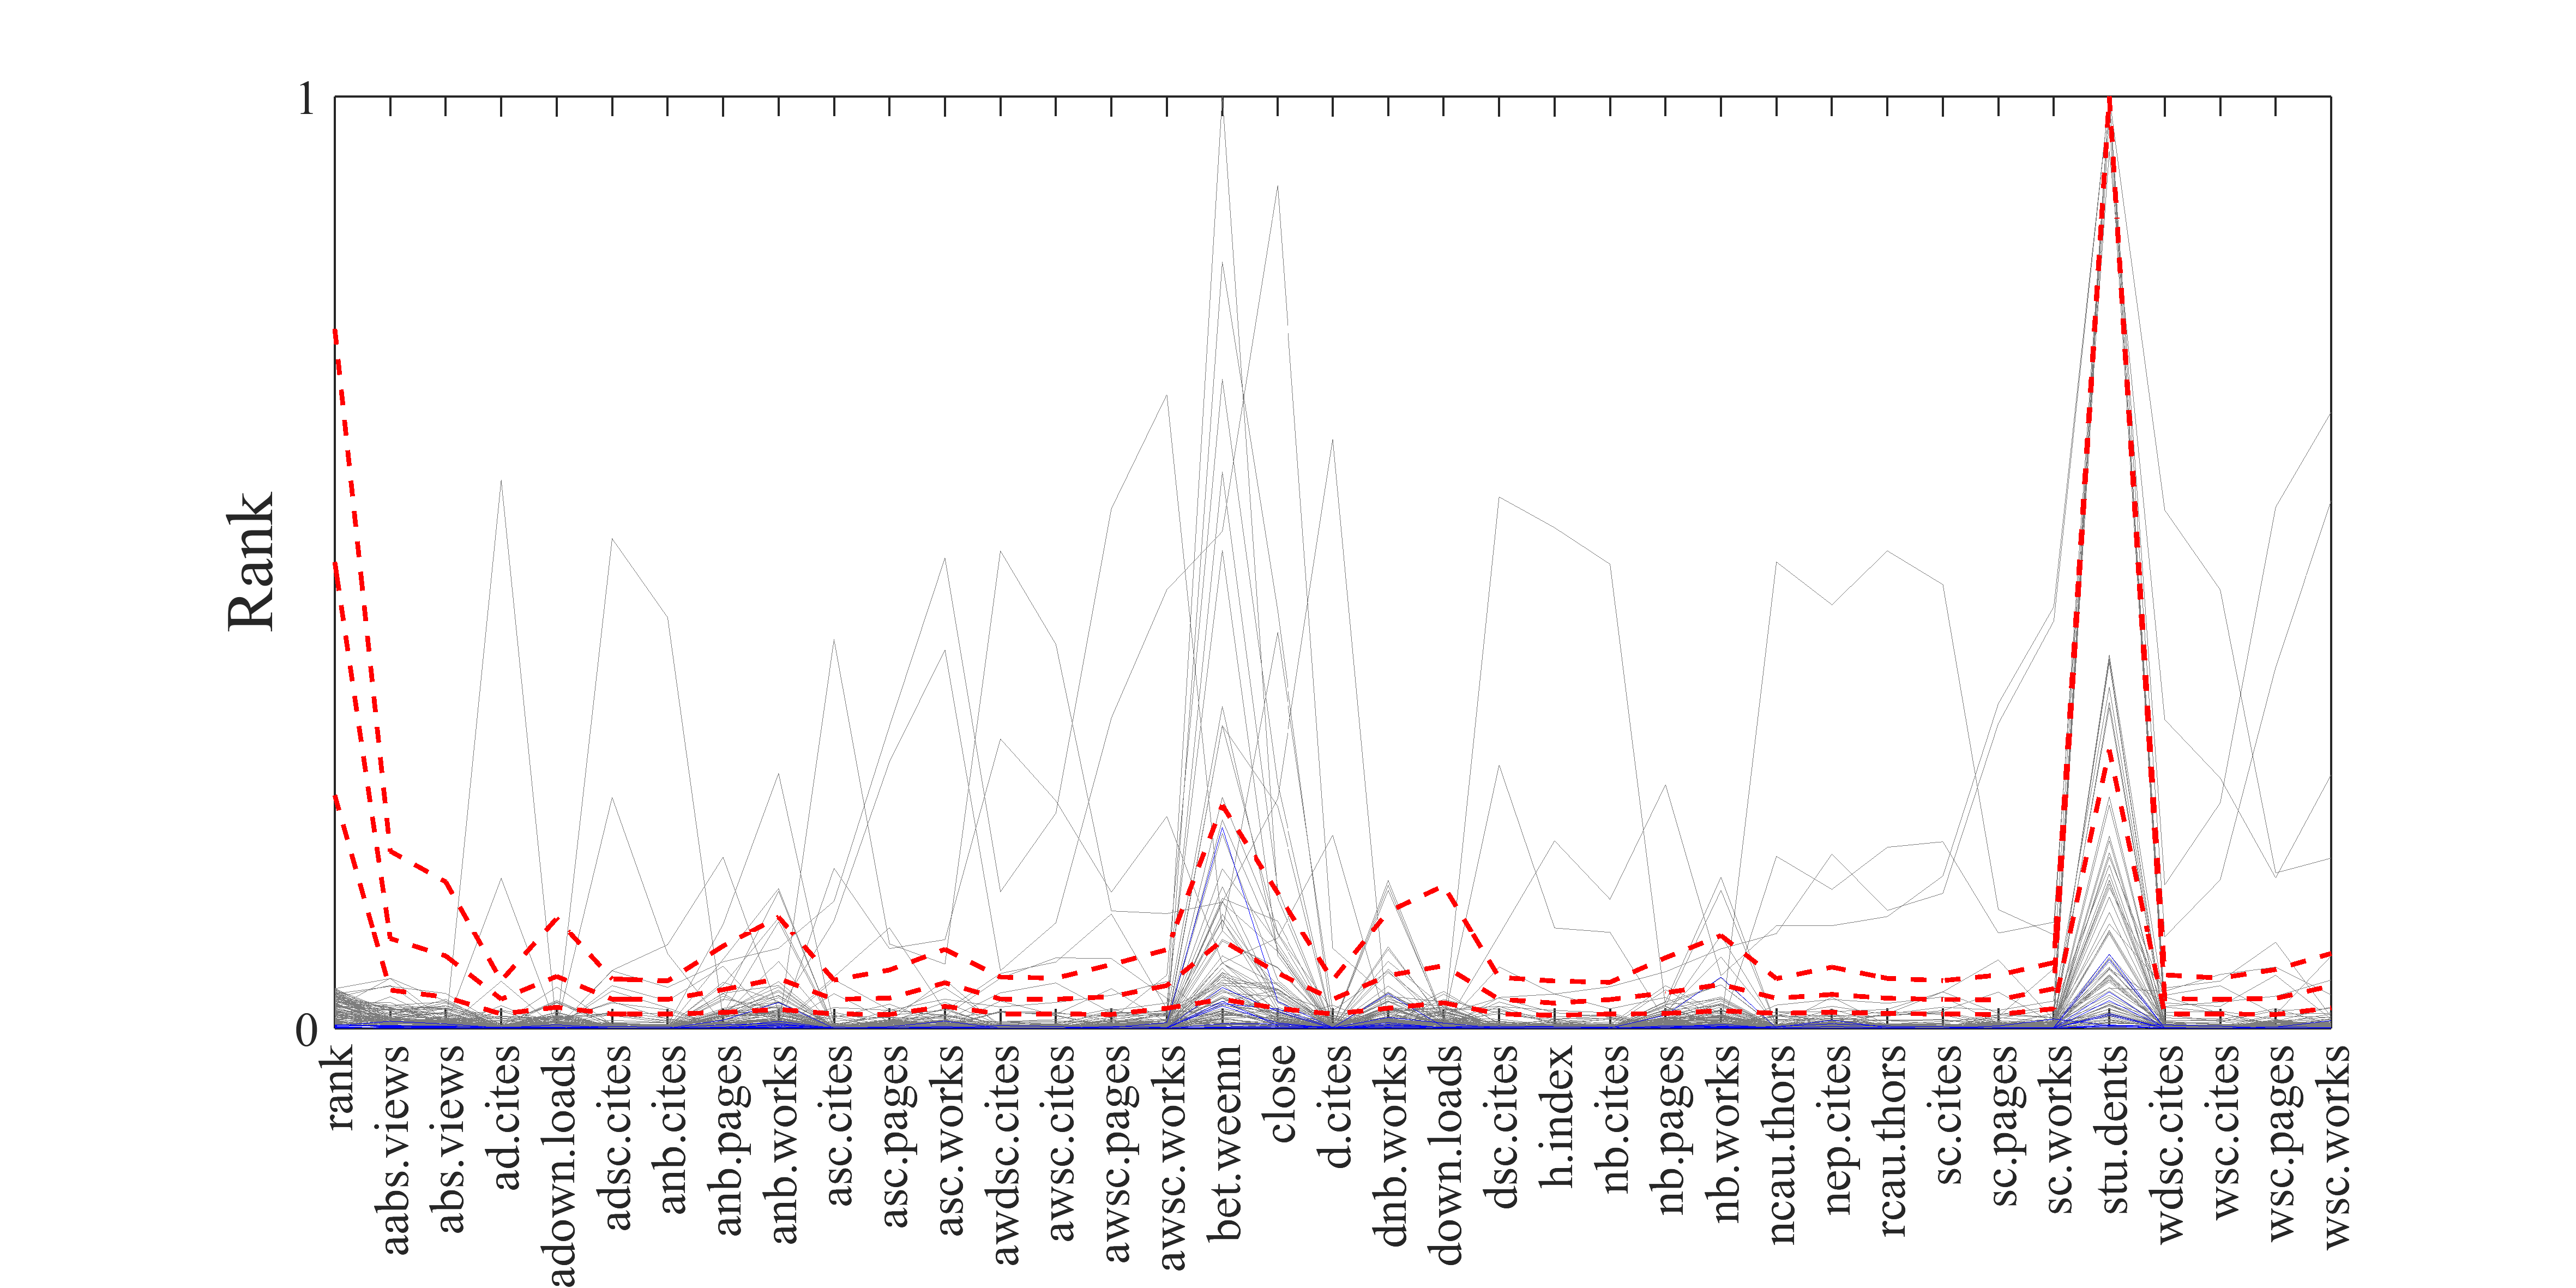 1
Rank
0
rank
aabs.views
abs.views
ad.cites
adown.loads
adsc.cites
anb.cites
anb.pages
anb.works
asc.cites
asc.pages
asc.works
awdsc.cites
awsc.cites
awsc.pages
awsc.works
bet.weenn
close
d.cites
dnb.works
down.loads
dsc.cites
h.index
nb.cites
nb.pages
nb.works
ncau.thors
nep.cites
rcau.thors
sc.cites
sc.pages
sc.works
stu.dents
wdsc.cites
wsc.cites
wsc.pages
wsc.works